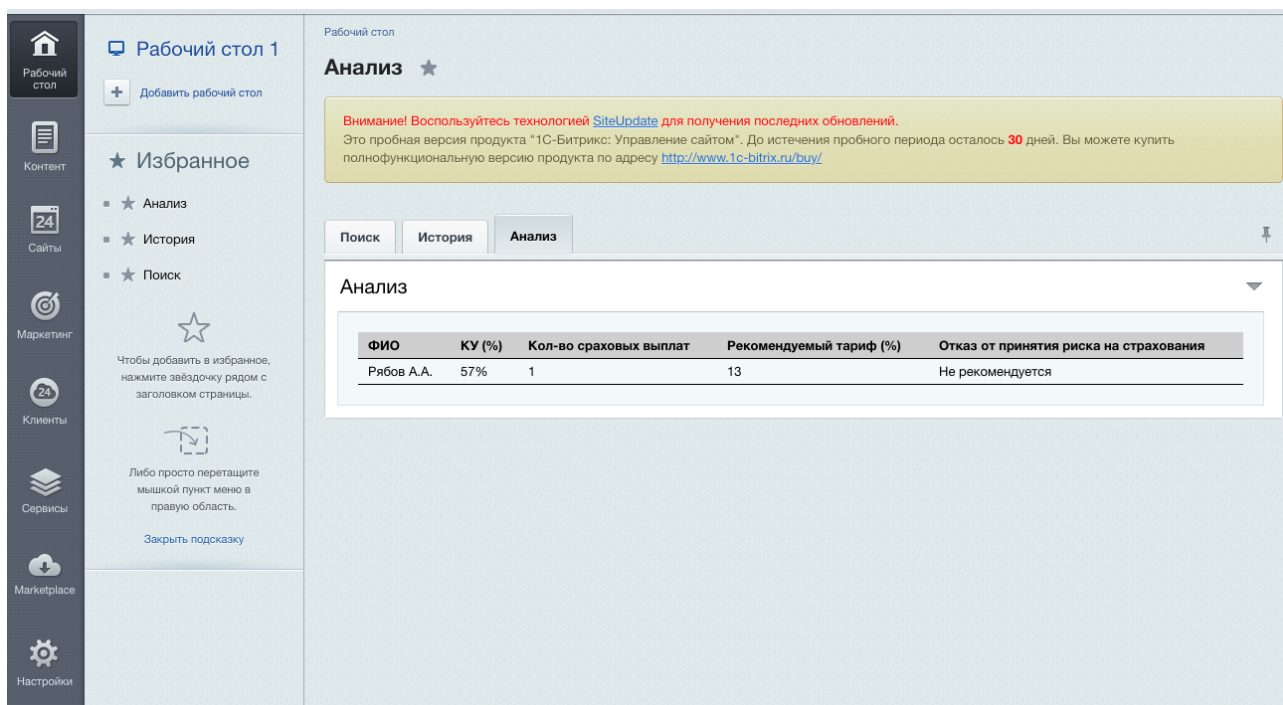 Рабочий
стол
Контент
24
Сайты
Маркетинг
24
Клиенты
Сервисы
Marketplace
Настройки
Рабочий стол 1
Добавить рабочий стол
Избранное
Анализ
История
Поиск
Чтобы добавить в избранное,
нажмите звёздочку рядом с
заголовком страницы.
Либо просто перетащите
мышкой пункт меню в
правую область.
Закрыть подсказку
Рабочий стол
Анализ
Внимание! Воспользуйтесь технологией SiteUpdate для получения последних обновлений.
Это пробная версия продукта "1С-Битрикс: Управление сайтом". До истечения пробного периода осталось 30 дней. Вы можете купить
полнофункциональную версию продукта по адресу http://www.1c-bitrix.ru/buy/
Поиск История Анализ
Анализ
ФИО КУ (%) Кол-во сраховых выплат Рекомендуемый тариф (%) Отказ от принятия риска на страхования
Рябов А.А. 57% 1 13 Не рекомендуется